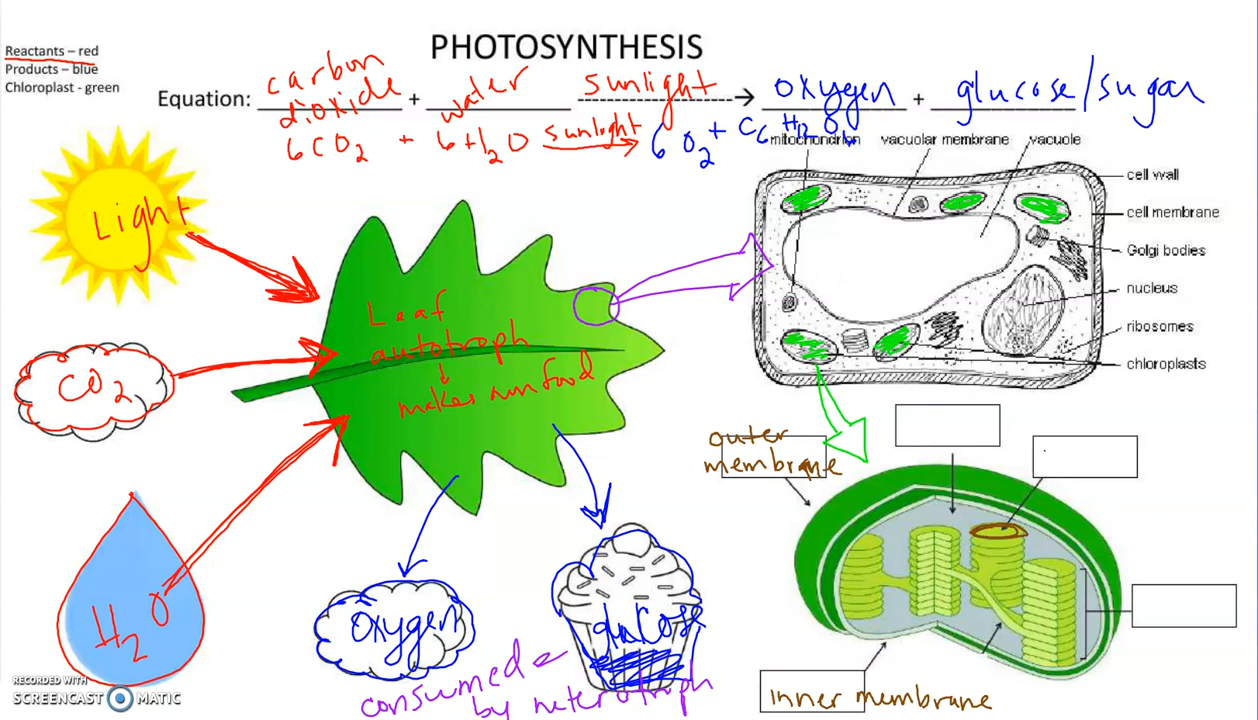 PHOTOSYNTHESIS
Reactants – red
Products – blue
Chloroplast - green
Equation: carbon dioxide + water sunlight → oxygen + glucose/sugar
6CO₂ + 6H₂O sunlight → 6O₂ + C₆H₁₂O
mitochondrion
vacuolar membrane
vacuole
cell wall
cell membrane
Golgi bodies
nucleus
ribosomes
chloroplasts
Light
CO₂
H₂O
Leaf
autotroph
↓
makes own food
oxygen
glucose
consumed
by heterotroph
outer
membrane
inner membrane
RECORDED WITH
SCREENCAST MATIC